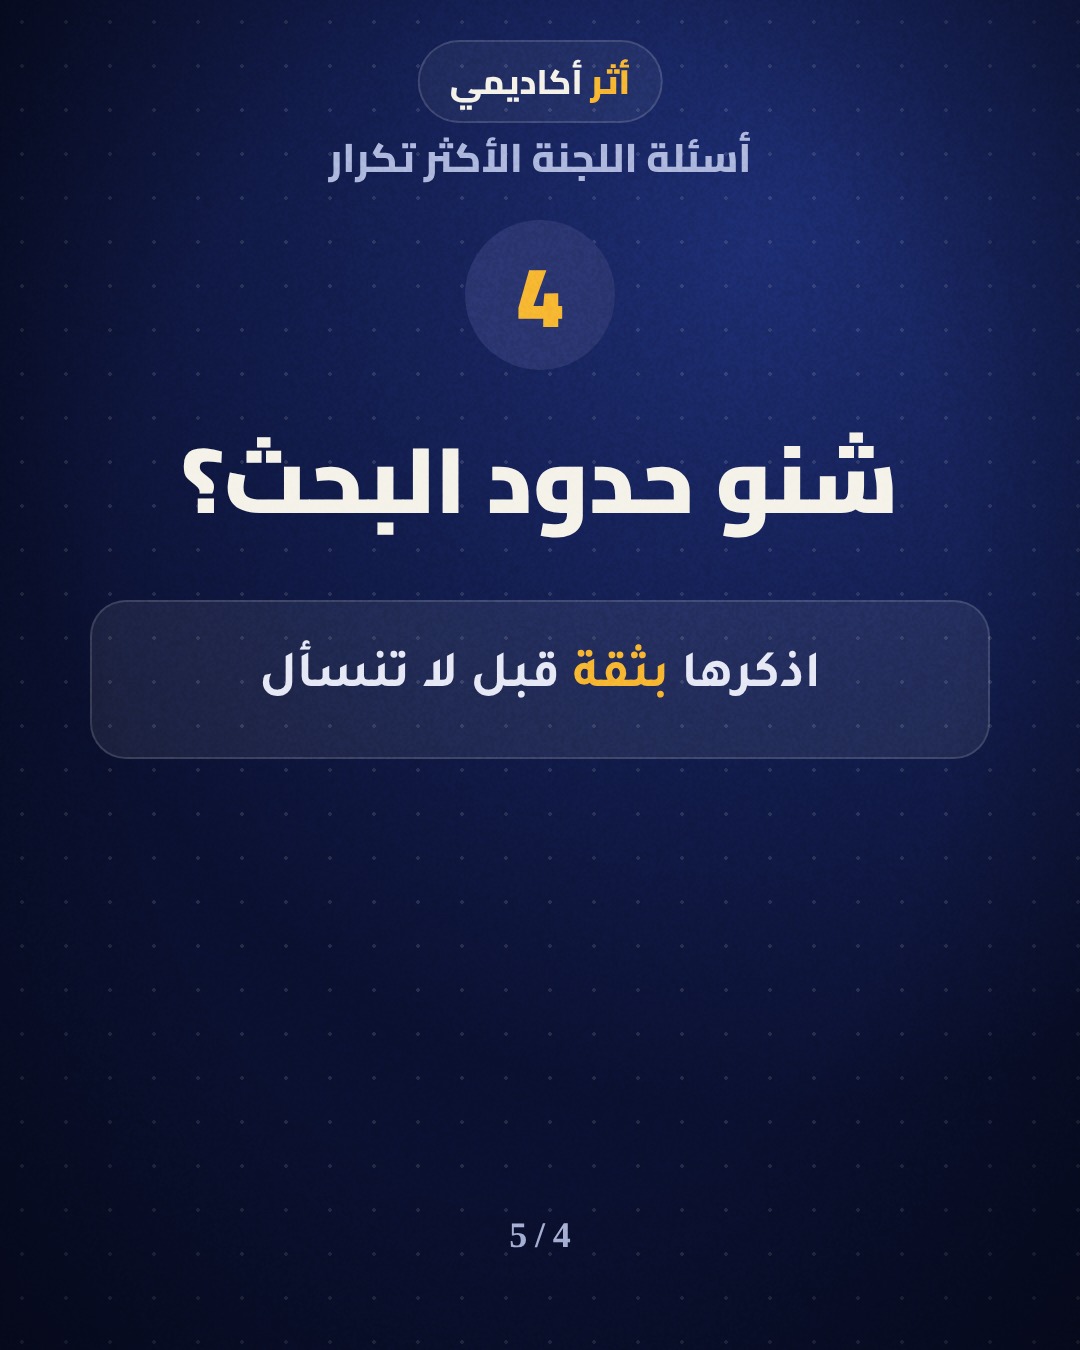 أثر أكاديمي
أسئلة اللجنة الأكثر تكرار
4
شنو حدود البحث؟
اذكرها بثقة قبل لا تنسأل
5 / 4